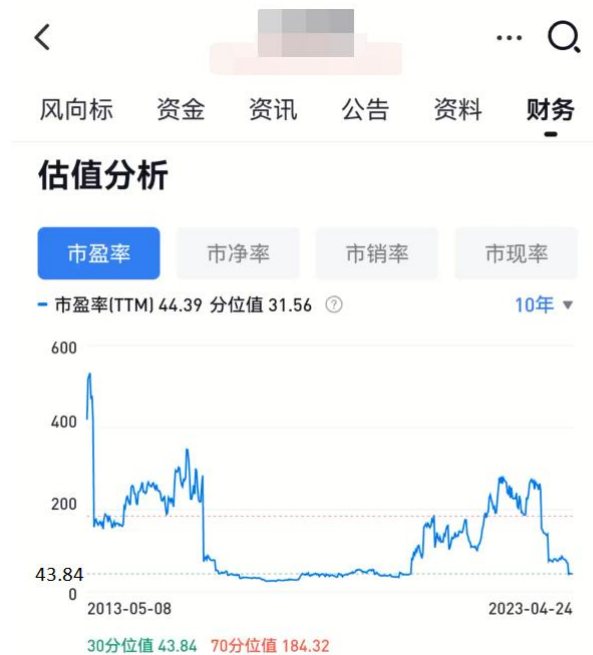 风向标 资金 资讯 公告 资料 财务
估值分析
市盈率 市净率 市销率 市现率
市盈率(TTM) 44.39 分位值 31.56 ? 10年
600
400
200
43.84
0
2013-05-08 2023-04-24
30分位值 43.84 70分位值 184.32